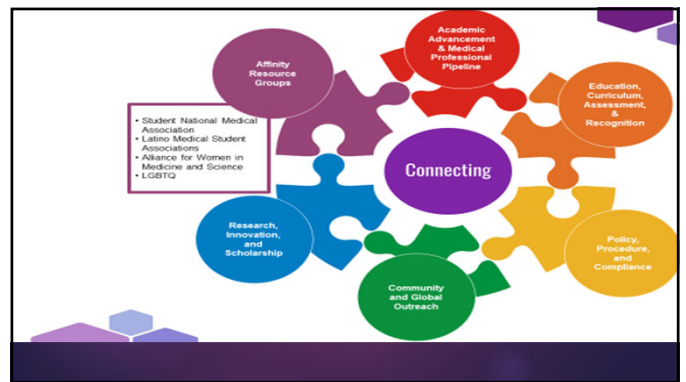 Academic
Advancement
& Medical
Professional
Pipeline
Affinity
Resource
Groups
Education,
Curriculum,
Assessment,
&
Recognition
• Student National Medical
Association
• Latino Medical Student
Associations
• Alliance for Women in
Medicine and Science
• LGBTQ
Connecting
Research,
Innovation,
and
Scholarship
Policy,
Procedure,
and
Compliance
Community
and Global
Outreach